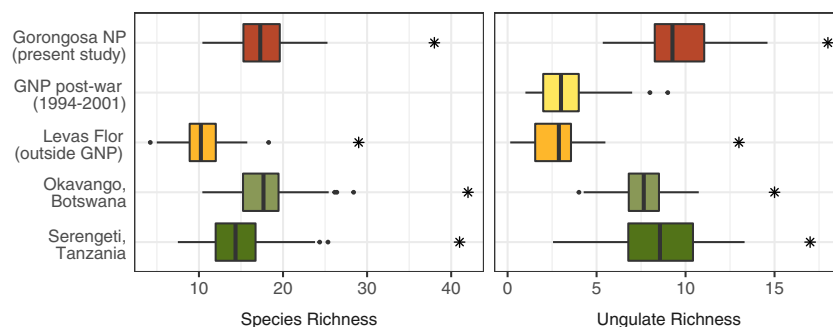 Gorongosa NP
(present study)
GNP post-war
(1994-2001)
Levas Flor
(outside GNP)
Okavango,
Botswana
Serengeti,
Tanzania
10 20 30 40
0 5 10 15
Species Richness
Ungulate Richness